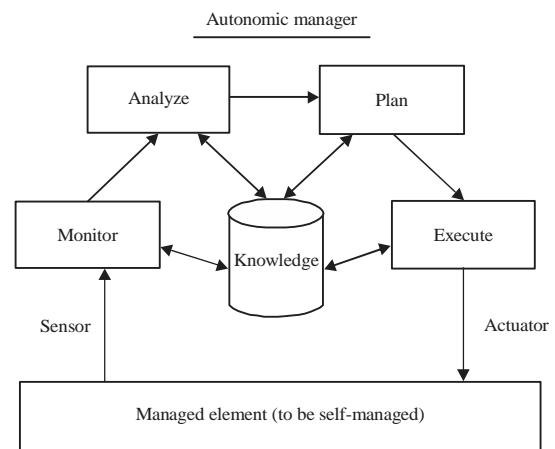 Autonomic manager
Analyze
Plan
Monitor
Knowledge
Execute
Sensor
Actuator
Managed element (to be self-managed)